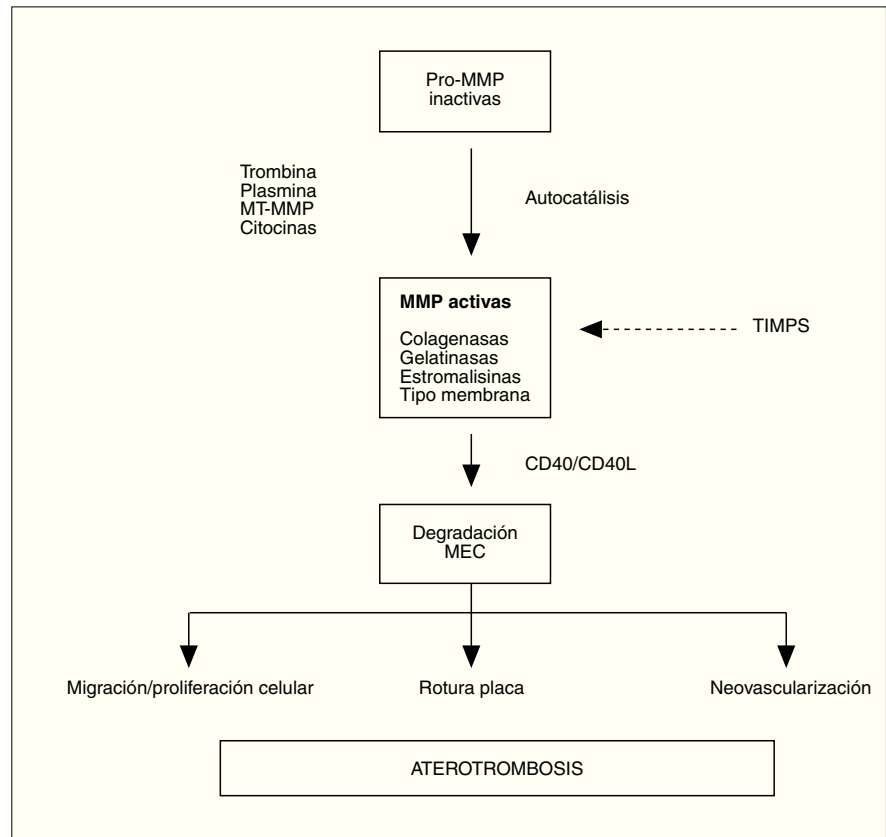 Pro-MMP
inactivas
Trombina
Plasmina
MT-MMP
Citocinas
Autocatálisis
MMP activas
Colagenasas
Gelatinasas
Estromalisinas
Tipo membrana
TIMPS
CD40/CD40L
Degradación
MEC
Migración/proliferación celular
Rotura placa
Neovascularización
ATEROTROMBOSIS